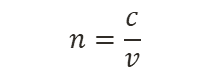 n = c/v